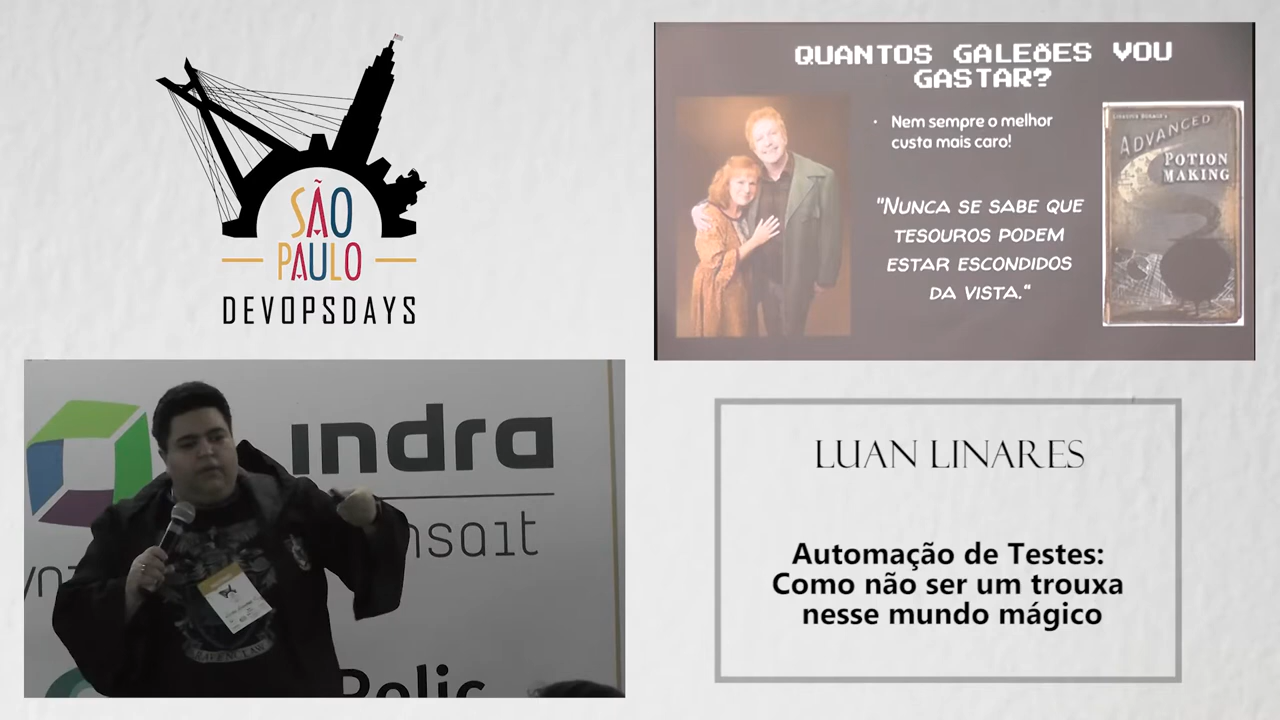 SÃO
PAULO
DEVOPSDAYS
QUANTOS GALEÕES VOU
GASTAR?
• Nem sempre o melhor
custa mais caro!
"NUNCA SE SABE QUE
TESOUROS PODEM
ESTAR ESCONDIDOS
DA VISTA."
ADVANCED
POTION
MAKING
indra
RAVENCLAW
LUAN LINARES
Automação de Testes:
Como não ser um trouxa
nesse mundo mágico